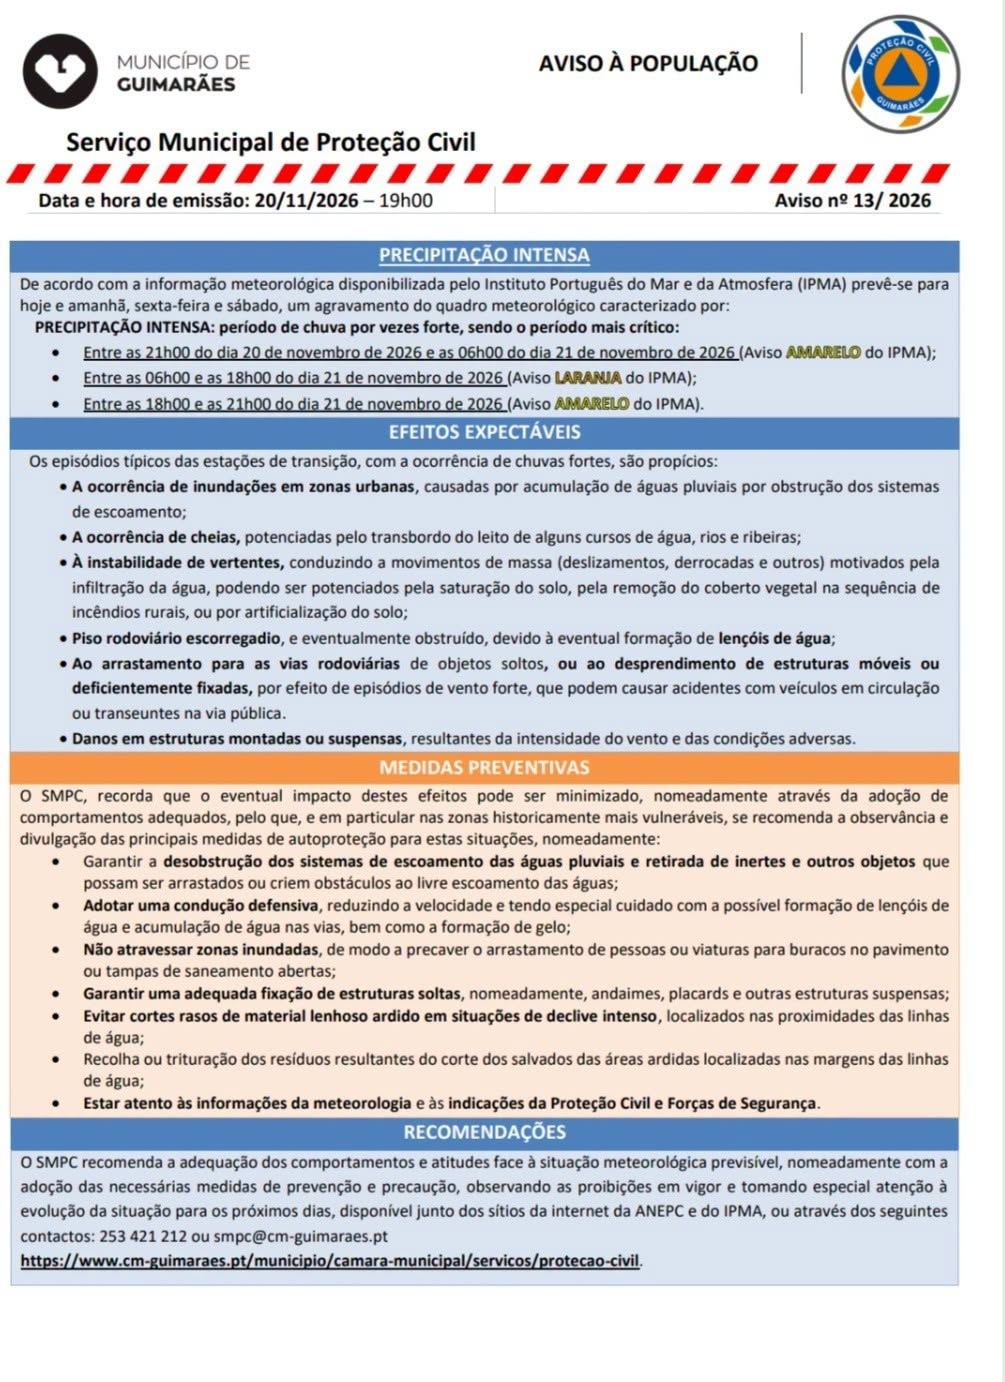 MUNICÍPIO DE
GUIMARÃES
AVISO À POPULAÇÃO
PROTEÇÃO CIVIL
GUIMARÃES
Serviço Municipal de Proteção Civil
Data e hora de emissão: 20/11/2026 – 19h00
Aviso nº 13/ 2026
PRECIPITAÇÃO INTENSA
De acordo com a informação meteorológica disponibilizada pelo Instituto Português do Mar e da Atmosfera (IPMA) prevê-se para
hoje e amanhã, sexta-feira e sábado, um agravamento do quadro meteorológico caracterizado por:
PRECIPITAÇÃO INTENSA: período de chuva por vezes forte, sendo o período mais crítico:
• Entre as 21h00 do dia 20 de novembro de 2026 e as 06h00 do dia 21 de novembro de 2026 (Aviso AMARELO do IPMA);
• Entre as 06h00 e as 18h00 do dia 21 de novembro de 2026 (Aviso LARANJA do IPMA);
• Entre as 18h00 e as 21h00 do dia 21 de novembro de 2026 (Aviso AMARELO do IPMA).
EFEITOS EXPECTÁVEIS
Os episódios típicos das estações de transição, com a ocorrência de chuvas fortes, são propícios:
• A ocorrência de inundações em zonas urbanas, causadas por acumulação de águas pluviais por obstrução dos sistemas
de escoamento;
• A ocorrência de cheias, potenciadas pelo transbordo do leito de alguns cursos de água, rios e ribeiras;
• À instabilidade de vertentes, conduzindo a movimentos de massa (deslizamentos, derrocadas e outros) motivados pela
infiltração da água, podendo ser potenciados pela saturação do solo, pela remoção do coberto vegetal na sequência de
incêndios rurais, ou por artificialização do solo;
• Piso rodoviário escorregadio, e eventualmente obstruído, devido à eventual formação de lençóis de água;
• Ao arrastamento para as vias rodoviárias de objetos soltos, ou ao desprendimento de estruturas móveis ou
deficientemente fixadas, por efeito de episódios de vento forte, que podem causar acidentes com veículos em circulação
ou transeuntes na via pública.
• Danos em estruturas montadas ou suspensas, resultantes da intensidade do vento e das condições adversas.
MEDIDAS PREVENTIVAS
O SMPC, recorda que o eventual impacto destes efeitos pode ser minimizado, nomeadamente através da adoção de
comportamentos adequados, pelo que, e em particular nas zonas historicamente mais vulneráveis, se recomenda a observância e
divulgação das principais medidas de autoproteção para estas situações, nomeadamente:
• Garantir a desobstrução dos sistemas de escoamento das águas pluviais e retirada de inertes e outros objetos que
possam ser arrastados ou criem obstáculos ao livre escoamento das águas;
• Adotar uma condução defensiva, reduzindo a velocidade e tendo especial cuidado com a possível formação de lençóis de
água e acumulação de água nas vias, bem como a formação de gelo;
• Não atravessar zonas inundadas, de modo a precaver o arrastamento de pessoas ou viaturas para buracos no pavimento
ou tampas de saneamento abertas;
• Garantir uma adequada fixação de estruturas soltas, nomeadamente, andaimes, placards e outras estruturas suspensas;
• Evitar cortes rasos de material lenhoso ardido em situações de declive intenso, localizados nas proximidades das linhas
de água;
• Recolha ou trituração dos resíduos resultantes do corte dos salvados das áreas ardidas localizadas nas margens das linhas
de água;
• Estar atento às informações da meteorologia e às indicações da Proteção Civil e Forças de Segurança.
RECOMENDAÇÕES
O SMPC recomenda a adequação dos comportamentos e atitudes face à situação meteorológica previsível, nomeadamente com a
adoção das necessárias medidas de prevenção e precaução, observando as proibições em vigor e tomando especial atenção à
evolução da situação para os próximos dias, disponível junto dos sítios da internet da ANEPC e do IPMA, ou através dos seguintes
contactos: 253 421 212 ou smpc@cm-guimaraes.pt
https://www.cm-guimaraes.pt/municipio/camara-municipal/servicos/protecao-civil.